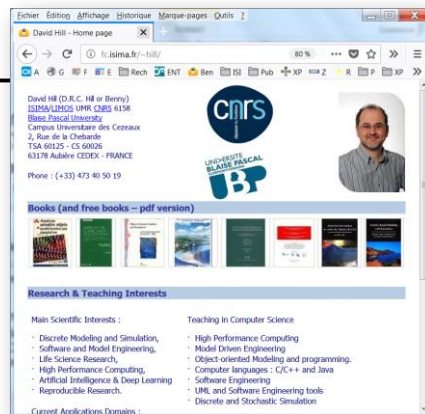 Fichier Édition Affichage Historique Marque-pages Outils ?
David Hill - Home page
fc.isima.fr/~hill/
80 %
A G F E Rech ENT Ben ISI Pub XP Z R P XP
David Hill (D.R.C. Hill or Benny)
ISIMA/LIMOS UMR CNRS 6158
Blaise Pascal University
Campus Universitaire des Cezeaux
2, Rue de la Chebarde
TSA 60125 - CS 60026
63178 Aubière CEDEX - FRANCE
Phone : (+33) 473 40 50 19
cnrs
UNIVERSITÉ
BLAISE PASCAL
UBP
Books (and free books – pdf version)
Research & Teaching Interests
Main Scientific Interests :
· Discrete Modeling and Simulation,
· Software and Model Engineering,
· Life Science Research,
· High Performance Computing,
· Artificial Intelligence & Deep Learning
· Reproducible Research.
Current Applications Domains :
Teaching in Computer Science
· High Performance Computing
· Model Driven Engineering
· Object-oriented Modeling and programming.
· Computer languages : C/C++ and Java
· Software Engineering
· UML and Software Engineering tools
· Discrete and Stochastic Simulation